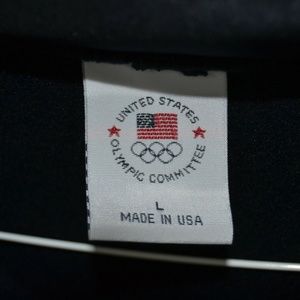 UNITED STATES
OLYMPIC COMMITTEE
L
MADE IN USA